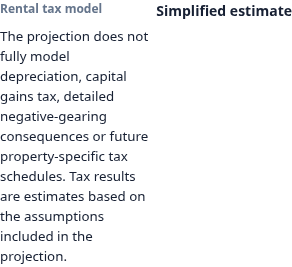 Rental tax model
Simplified estimate
The projection does not
fully model
depreciation, capital
gains tax, detailed
negative-gearing
consequences or future
property-specific tax
schedules. Tax results
are estimates based on
the assumptions
included in the
projection.